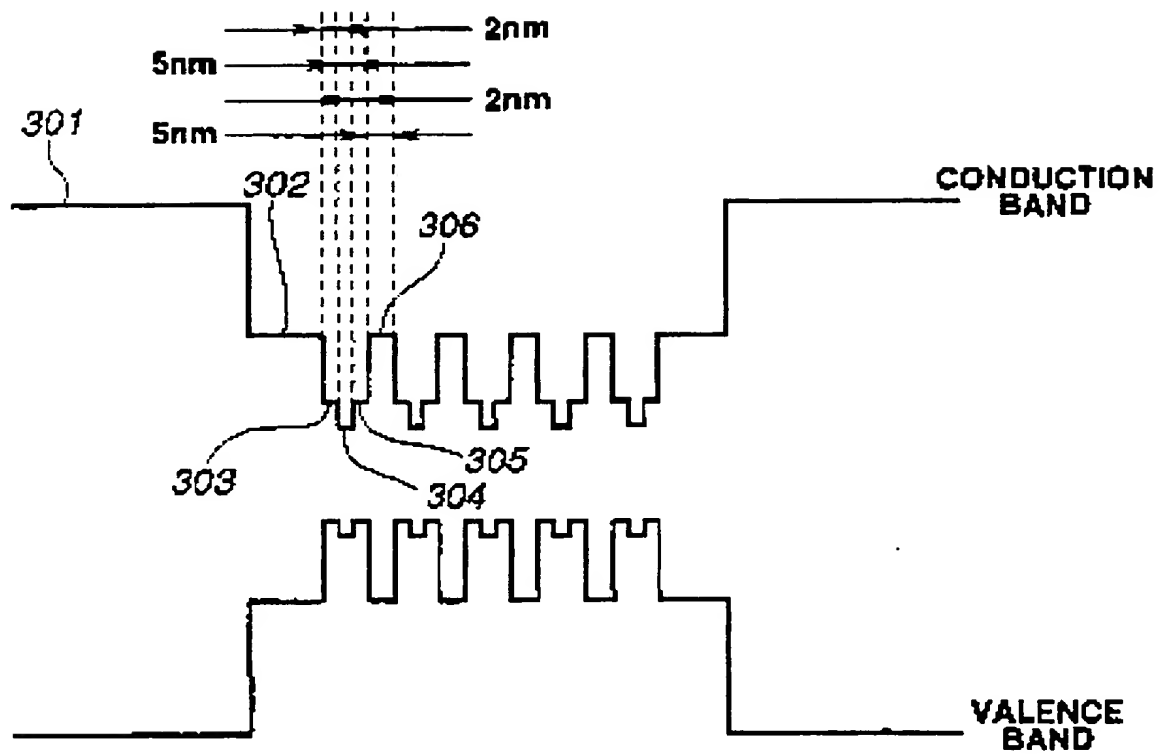 2nm
5nm
2nm
5nm
301
302
306
CONDUCTION
BAND
303
304
305
VALENCE
BAND